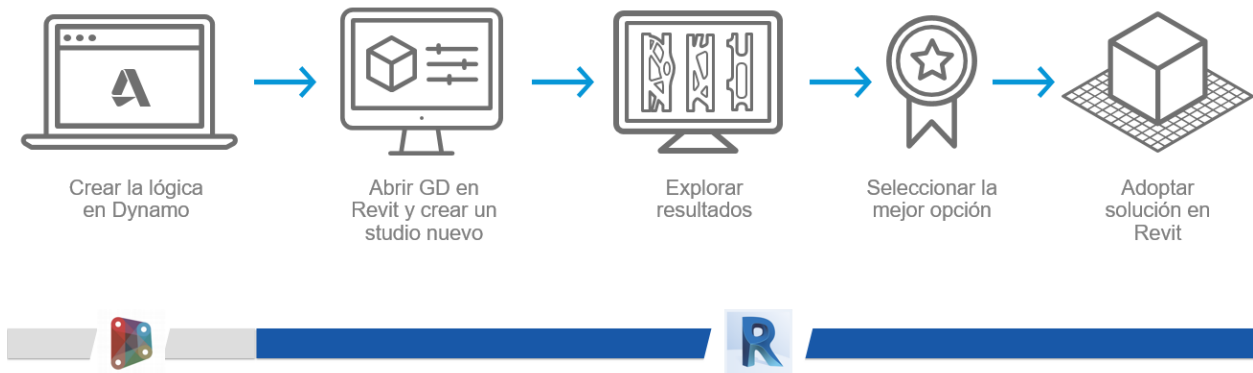 Crear la lógica
en Dynamo
Abrir GD en
Revit y crear un
studio nuevo
Explorar
resultados
Seleccionar la
mejor opción
Adoptar
solución en
Revit
R